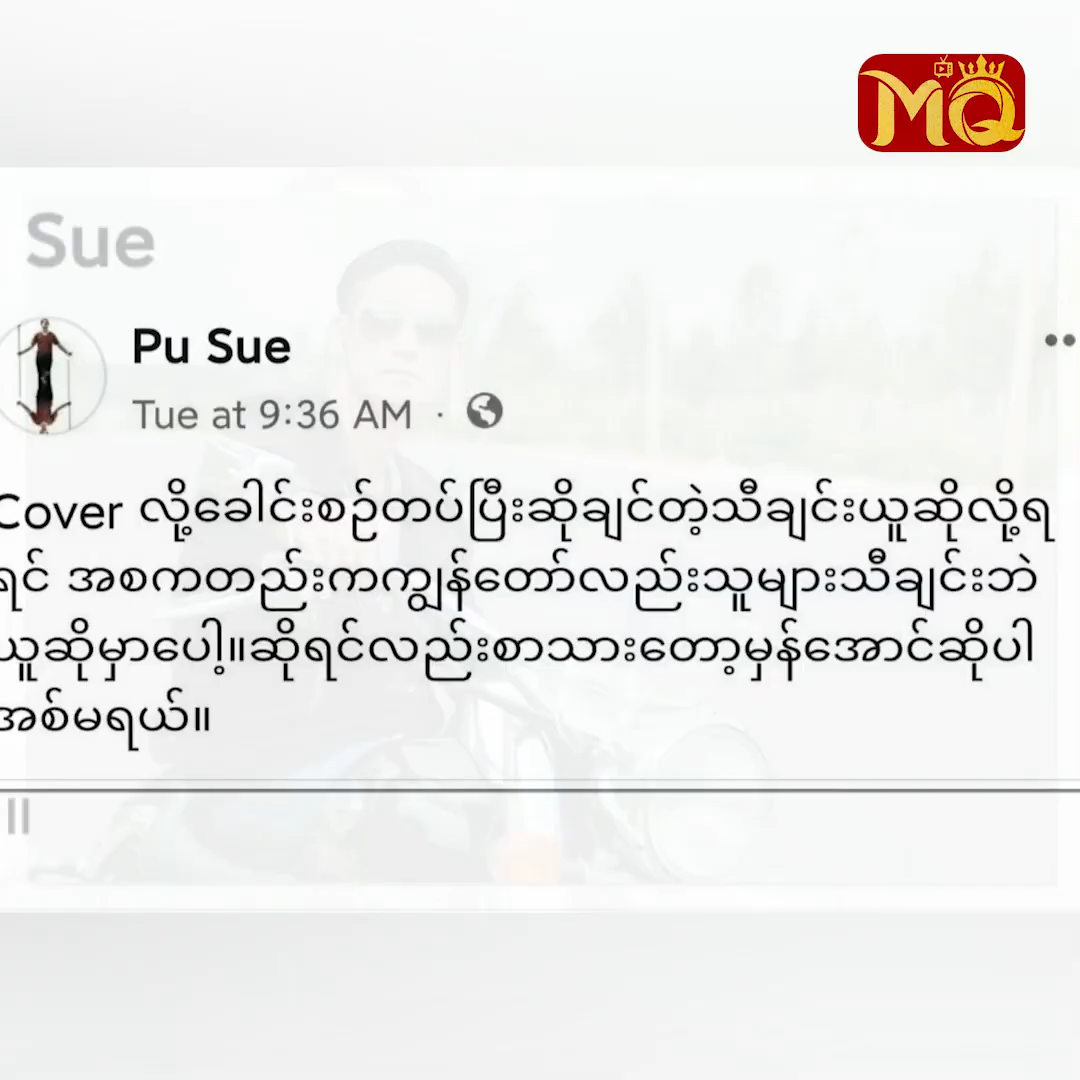 MQ
Sue
Pu Sue
Tue at 9:36 AM ·
Cover လို့ခေါင်းစဉ်တပ်ပြီးဆိုချင်တဲ့သီချင်းယူဆိုလို့ရ
ရင် အစကတည်းကကျွန်တော်လည်းသူများသီချင်းဘဲ
ယူဆိုမှာပေါ့။ဆိုရင်လည်းစာသားတော့မှန်အောင်ဆိုပါ
အစ်မရယ်။